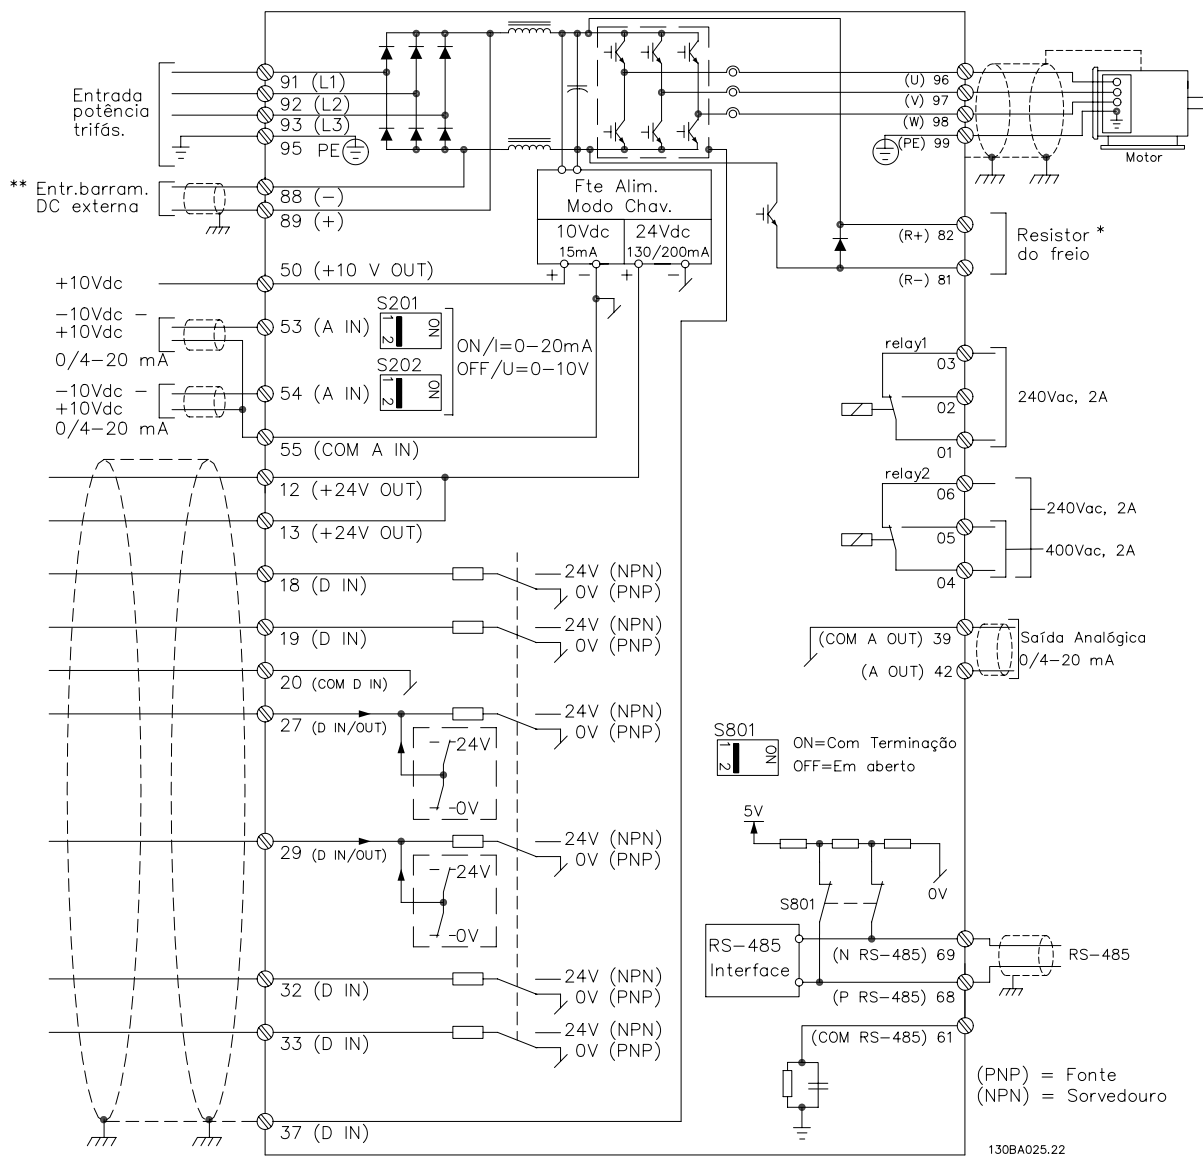 Entrada
potência
trifás.
91 (L1)
92 (L2)
93 (L3)
95 PE
** Entr.barram.
DC externa
88 (−)
89 (+)
Fte Alim.
Modo Chav.
10Vdc
15mA
24Vdc
130/200mA
+ − + −
(U) 96
(V) 97
(W) 98
(PE) 99
Motor
(R+) 82
(R−) 81
Resistor *
do freio
+10Vdc
50 (+10 V OUT)
−10Vdc −
+10Vdc
0/4−20 mA
53 (A IN)
S201
1 2
ON
−10Vdc −
+10Vdc
0/4−20 mA
54 (A IN)
S202
1 2
ON
ON/I=0−20mA
OFF/U=0−10V
55 (COM A IN)
12 (+24V OUT)
13 (+24V OUT)
relay1
03
02
01
240Vac, 2A
relay2
06
05
04
240Vac, 2A
400Vac, 2A
18 (D IN)
24V (NPN)
0V (PNP)
19 (D IN)
24V (NPN)
0V (PNP)
20 (COM D IN)
27 (D IN/OUT)
24V (NPN)
0V (PNP)
24V
0V
29 (D IN/OUT)
24V (NPN)
0V (PNP)
24V
0V
32 (D IN)
24V (NPN)
0V (PNP)
33 (D IN)
24V (NPN)
0V (PNP)
37 (D IN)
(COM A OUT) 39
(A OUT) 42
Saída Analógica
0/4−20 mA
S801
1 2
ON
ON=Com Terminação
OFF=Em aberto
5V
0V
S801
RS−485
Interface
(N RS−485) 69
(P RS−485) 68
(COM RS−485) 61
RS−485
(PNP) = Fonte
(NPN) = Sorvedouro
130BA025.22